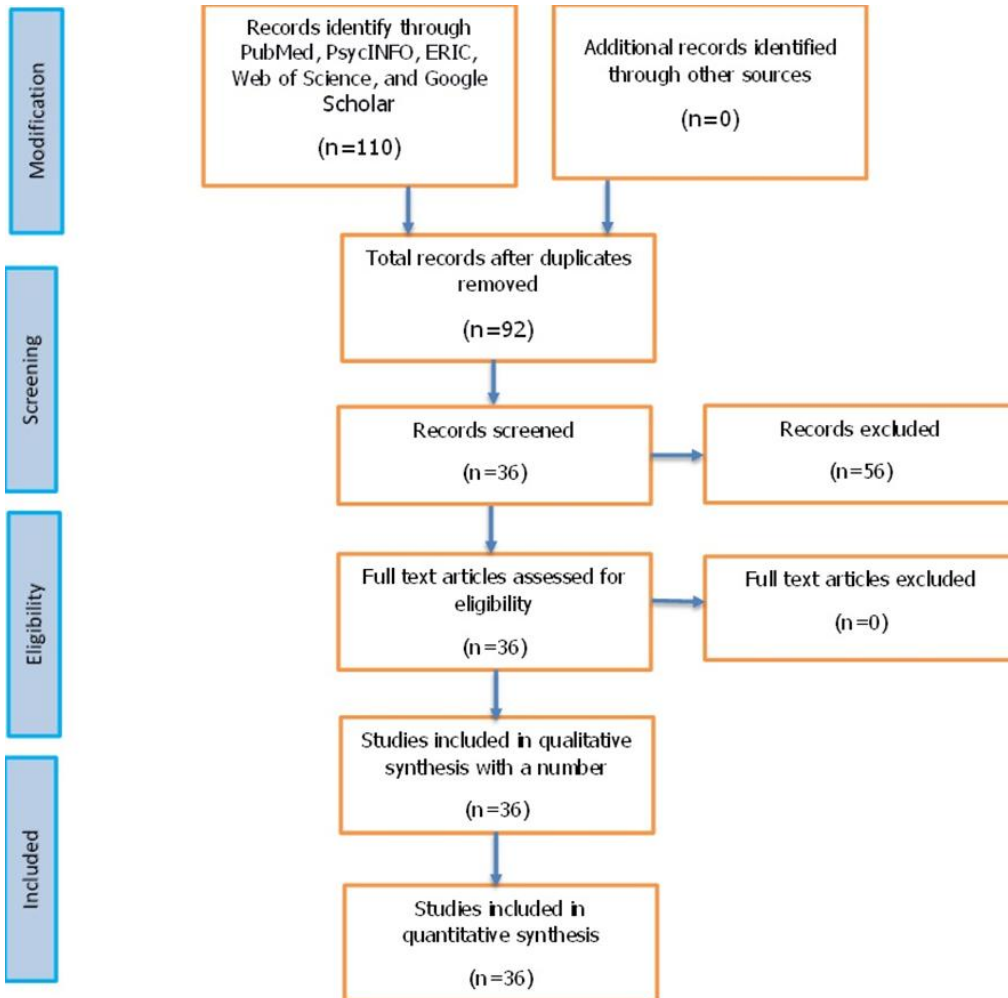 Modification
Records identify through
PubMed, PsycINFO, ERIC,
Web of Science, and Google
Scholar
(n=110)
Additional records identified
through other sources
(n=0)
Total records after duplicates
removed
(n=92)
Screening
Records screened
(n=36)
Records excluded
(n=56)
Eligibility
Full text articles assessed for
eligibility
(n=36)
Full text articles excluded
(n=0)
Studies included in qualitative
synthesis with a number
(n=36)
Included
Studies included in
quantitative synthesis
(n=36)